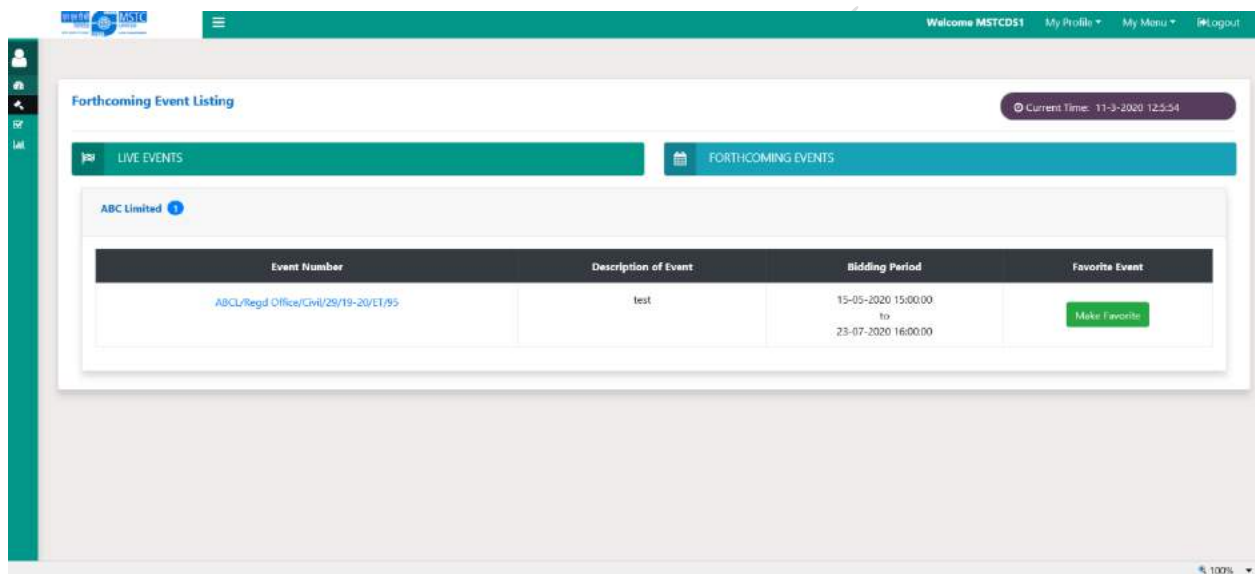 MSTC
Welcome MSTCDS1 My Profile My Menu Logout
Forthcoming Event Listing
Current Time: 11-3-2020 12:5:54
LIVE EVENTS
FORTHCOMING EVENTS
ABC Limited 1
Event Number Description of Event Bidding Period Favorite Event
ABCL/Regd Office/Civil/29/19-20/ET/95 test 15-05-2020 15:00:00
to
Make Favorite
23-07-2020 16:00:00
100%